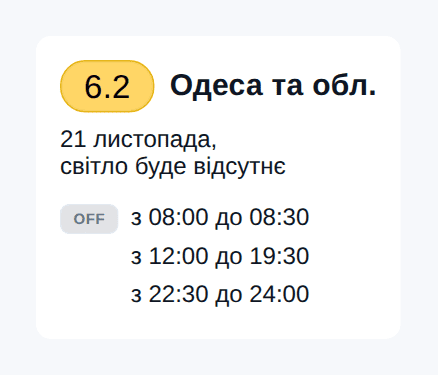 6.2 Одеса та обл.
21 листопада,
світло буде відсутнє
OFF з 08:00 до 08:30
з 12:00 до 19:30
з 22:30 до 24:00